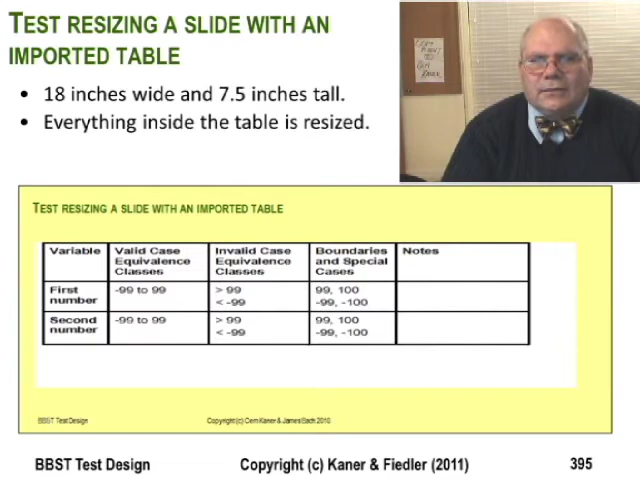 TEST RESIZING A SLIDE WITH AN
IMPORTED TABLE
• 18 inches wide and 7.5 inches tall.
• Everything inside the table is resized.
TEST RESIZING A SLIDE WITH AN IMPORTED TABLE
Variable Valid Case Equivalence Classes Invalid Case Equivalence Classes Boundaries and Special Cases Notes
First number -99 to 99 > 99 < -99 99, 100 -99, -100
Second number -99 to 99 > 99 < -99 99, 100 -99, -100
BBST Test Design Copyright (c) Cem Kaner & James Bach 2010
BBST Test Design Copyright (c) Kaner & Fiedler (2011) 395